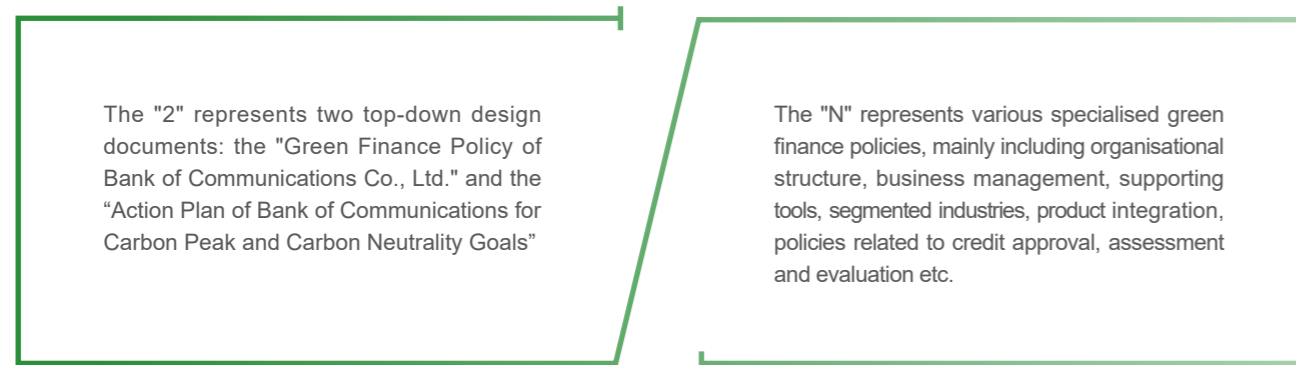 The "2" represents two top-down design
documents: the "Green Finance Policy of
Bank of Communications Co., Ltd." and the
“Action Plan of Bank of Communications for
Carbon Peak and Carbon Neutrality Goals”
The "N" represents various specialised green
finance policies, mainly including organisational
structure, business management, supporting
tools, segmented industries, product integration,
policies related to credit approval, assessment
and evaluation etc.